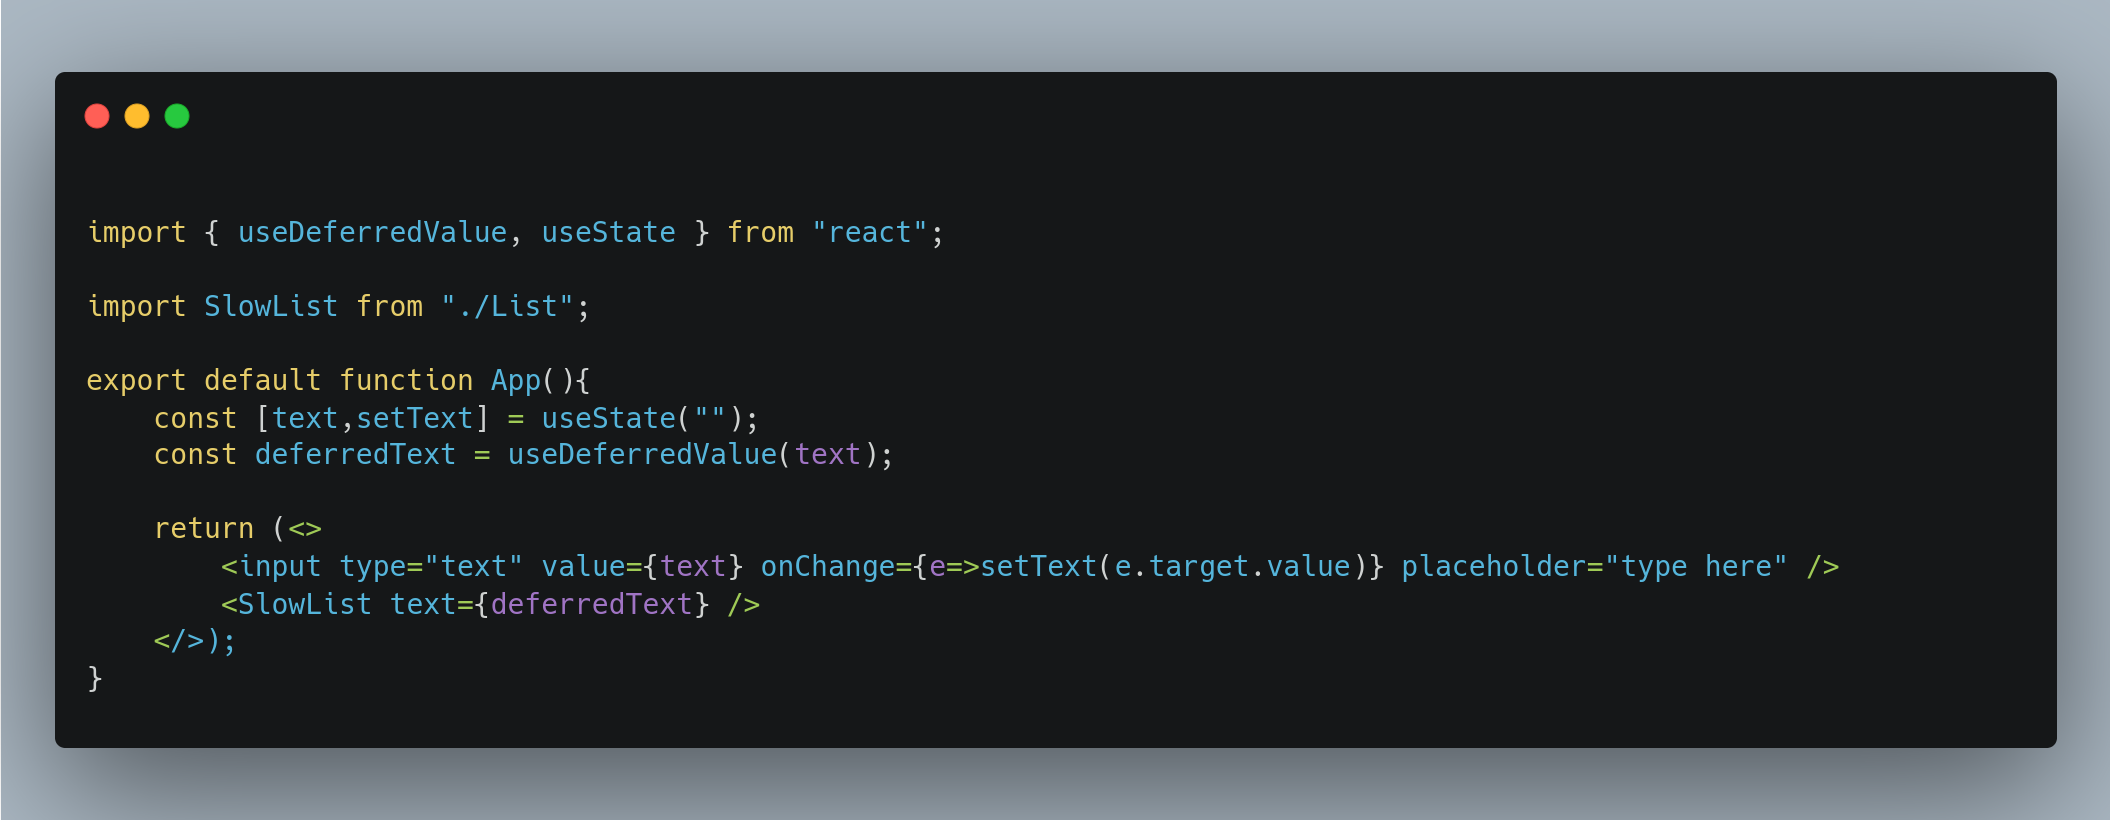 import { useDeferredValue, useState } from "react";
import SlowList from "./List";
export default function App(){
    const [text,setText] = useState("");
    const deferredText = useDeferredValue(text);
    return (<>
        <input type="text" value={text} onChange={e=>setText(e.target.value)} placeholder="type here" />
        <SlowList text={deferredText} />
    </>);
}